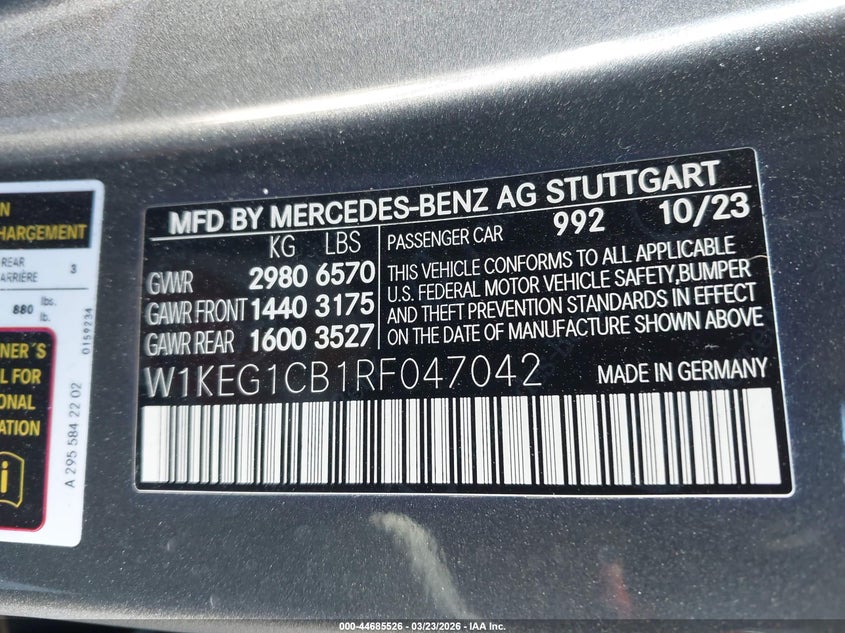 MFD BY MERCEDES-BENZ AG STUTTGART
KG LBS
GVWR 2980 6570
GAWR FRONT 1440 3175
GAWR REAR 1600 3527
PASSENGER CAR 992 10/23
THIS VEHICLE CONFORMS TO ALL APPLICABLE
U.S. FEDERAL MOTOR VEHICLE SAFETY,BUMPER
AND THEFT PREVENTION STANDARDS IN EFFECT
ON THE DATE OF MANUFACTURE SHOWN ABOVE
W1KEG1CB1RF047042 MADE IN GERMANY
HARGEMENT
REAR
ARRIÈRE 3
880 lbs.
lb.
0159234
NER´S
L FOR
ONAL
ATION
i
A 295 584 22 02
000-44685526 - 03/23/2026 - IAA Inc.